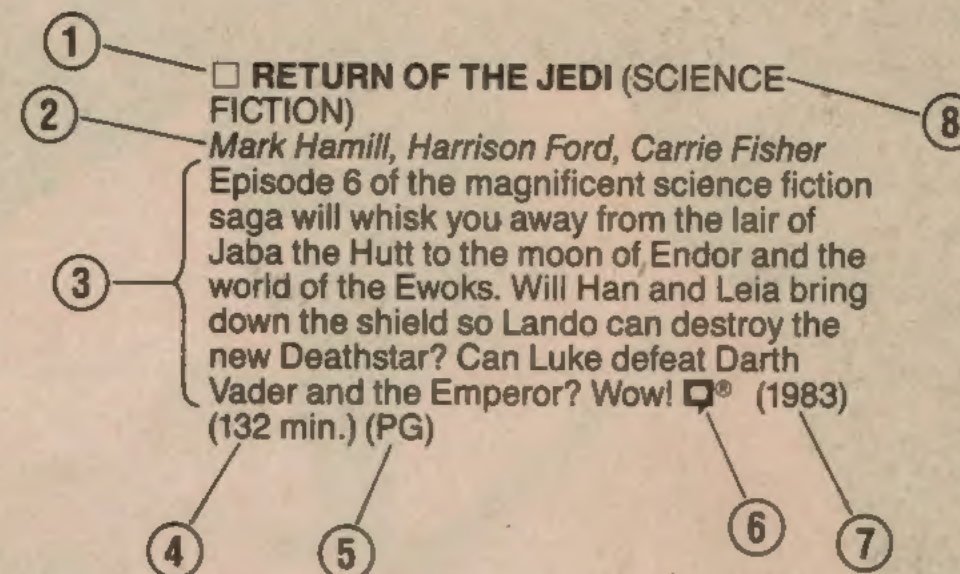 ①
☐ RETURN OF THE JEDI (SCIENCE
⑧
FICTION)
②
Mark Hamill, Harrison Ford, Carrie Fisher
Episode 6 of the magnificent science fiction
saga will whisk you away from the lair of
Jaba the Hutt to the moon of Endor and the
③
world of the Ewoks. Will Han and Leia bring
down the shield so Lando can destroy the
new Deathstar? Can Luke defeat Darth
Vader and the Emperor? Wow! ® (1983)
(132 min.) (PG)
④ ⑤ ⑥ ⑦